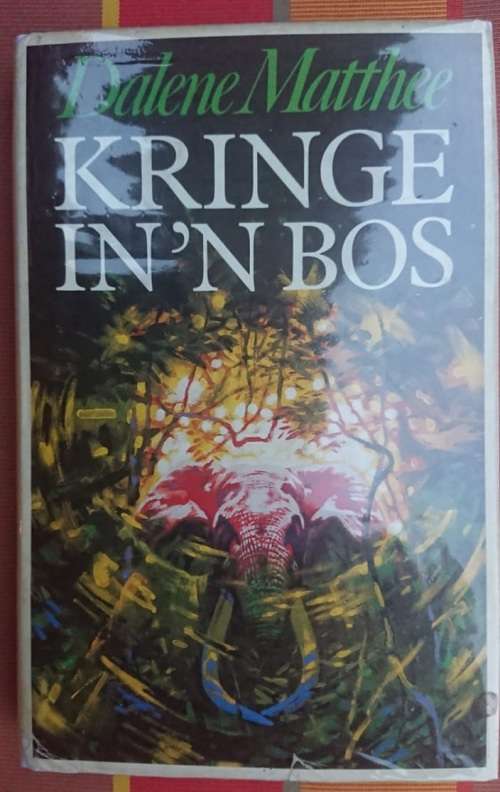 Dalene Matthee
KRINGE
IN 'N BOS